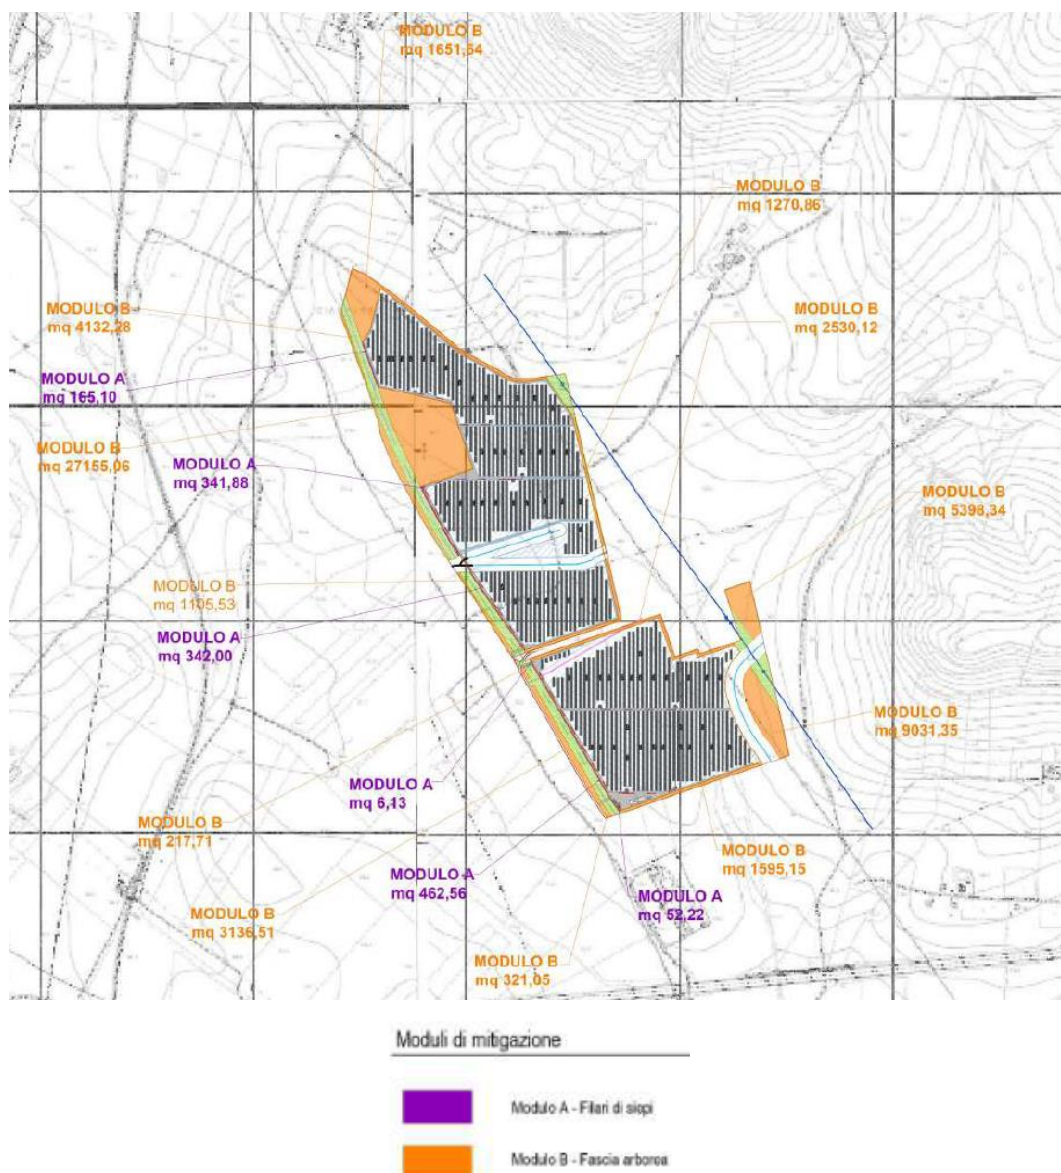 MODULO B
mq 1651,64
MODULO B
mq 1270,86
MODULO B
mq 4132,28
MODULO B
mq 2530,12
MODULO A
mq 165,10
MODULO B
mq 27155,06
MODULO A
mq 341,88
MODULO B
mq 5398,34
MODULO B
mq 1105,53
MODULO A
mq 342,00
MODULO B
mq 9031,35
MODULO A
mq 6,13
MODULO B
mq 217,71
MODULO B
mq 1595,15
MODULO A
mq 462,56
MODULO A
mq 52,22
MODULO B
mq 3136,51
MODULO B
mq 321,05
Moduli di mitigazione
Modulo A - Filari di siepi
Modulo B - Fascia arborea